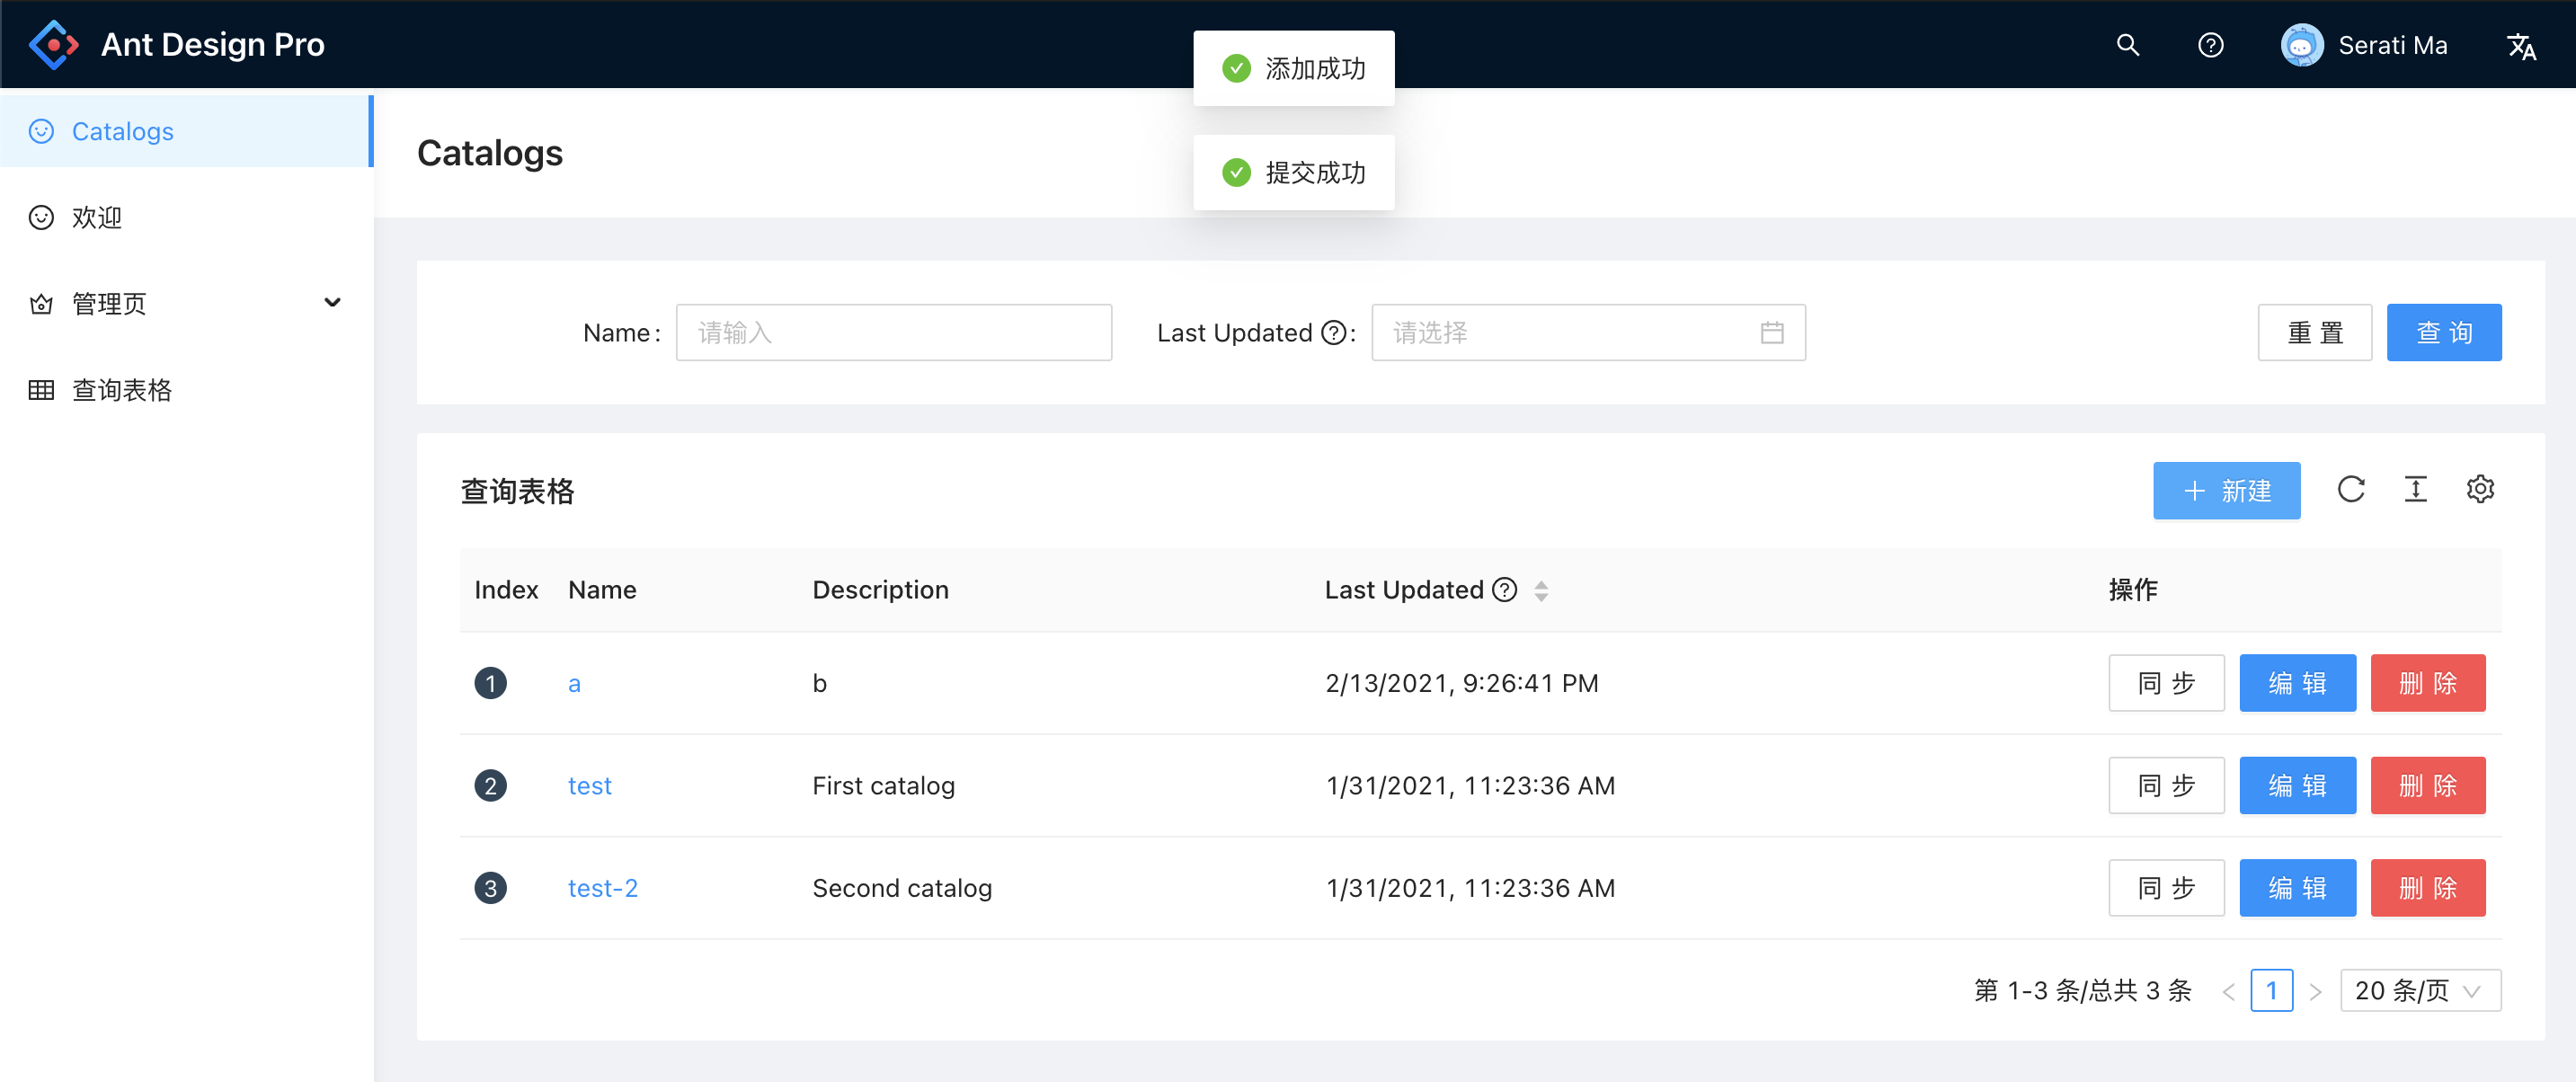 Ant Design Pro
Serati Ma
添加成功
提交成功
Catalogs
欢迎
管理页
查询表格
Catalogs
Name: 请输入 Last Updated ?: 请选择 重 置 查 询
查询表格 + 新建
Index Name Description Last Updated ? 操作
1 a b 2/13/2021, 9:26:41 PM 同 步 编 辑 删 除
2 test First catalog 1/31/2021, 11:23:36 AM 同 步 编 辑 删 除
3 test-2 Second catalog 1/31/2021, 11:23:36 AM 同 步 编 辑 删 除
第 1-3 条/总共 3 条 < 1 > 20 条/页